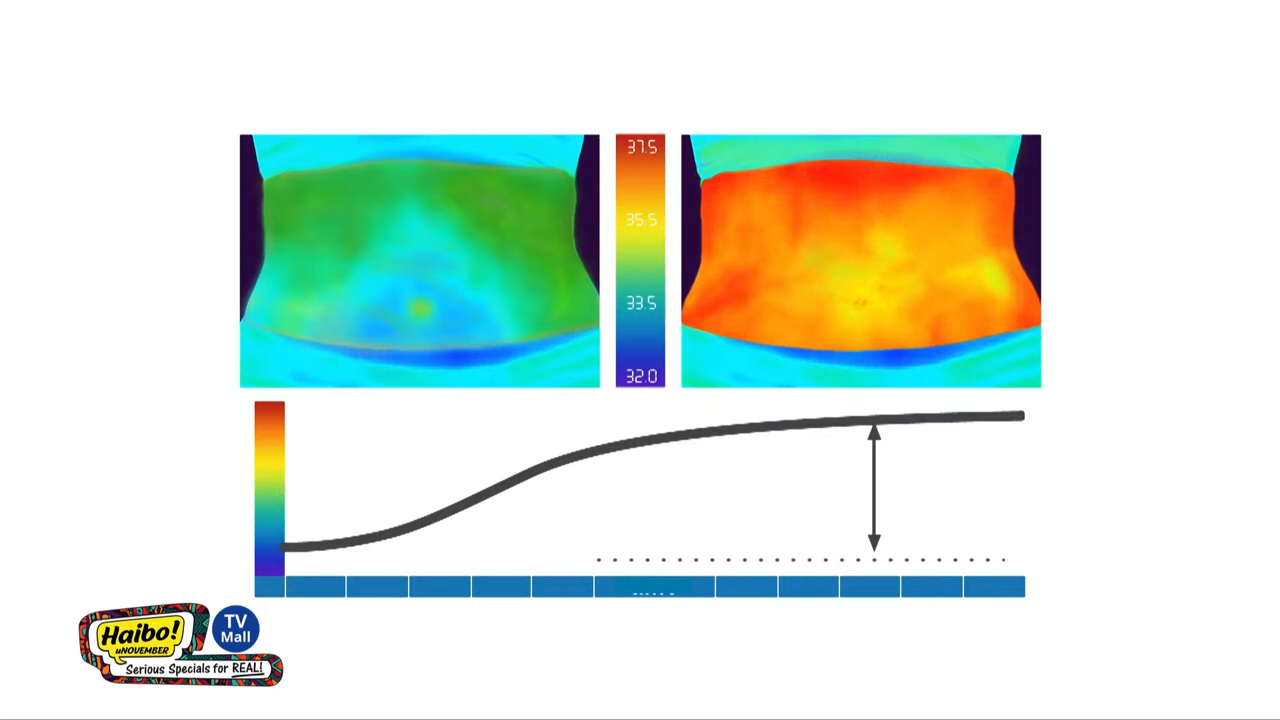 37.5
35.5
33.5
32.0
Haibo!
uNOVEMBER
TV
Mall
Serious Specials for REAL!